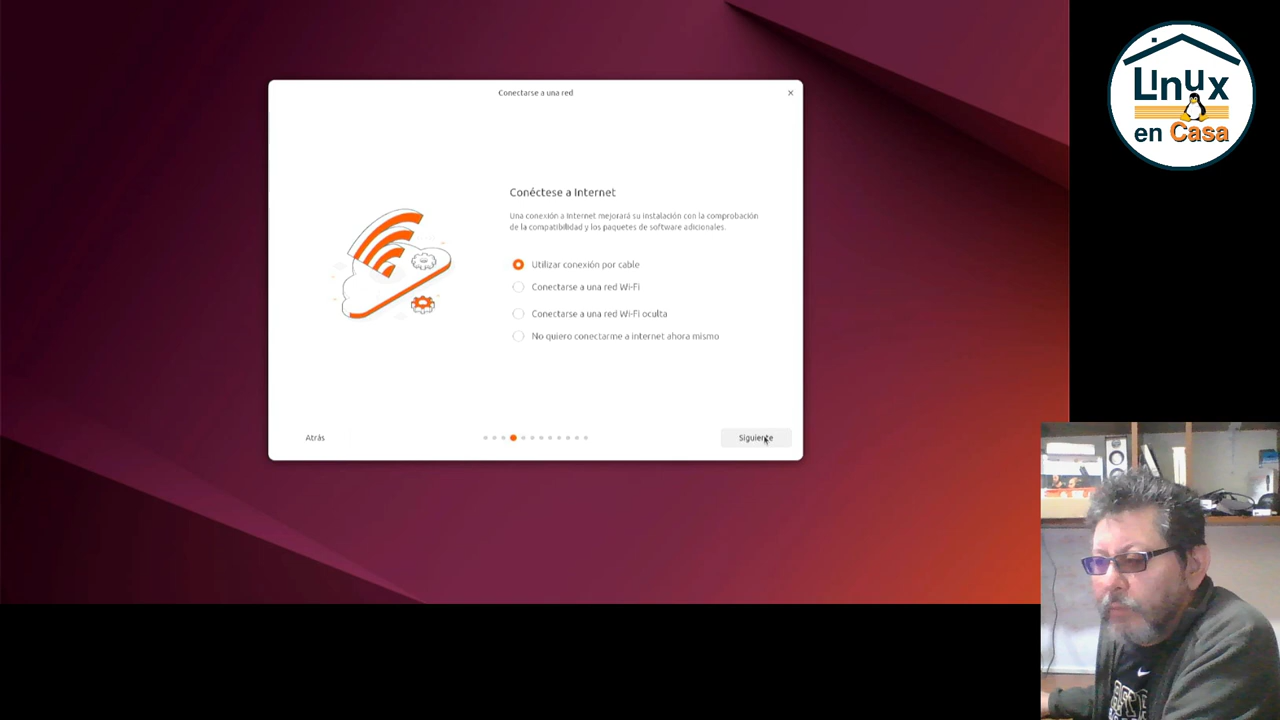 Conectarse a una red
Conéctese a Internet
Una conexión a Internet mejorará su instalación con la comprobación
de la compatibilidad y los paquetes de software adicionales.
Utilizar conexión por cable
Conectarse a una red Wi-Fi
Conectarse a una red Wi-Fi oculta
No quiero conectarme a internet ahora mismo
Atrás
Siguiente
Linux
en Casa